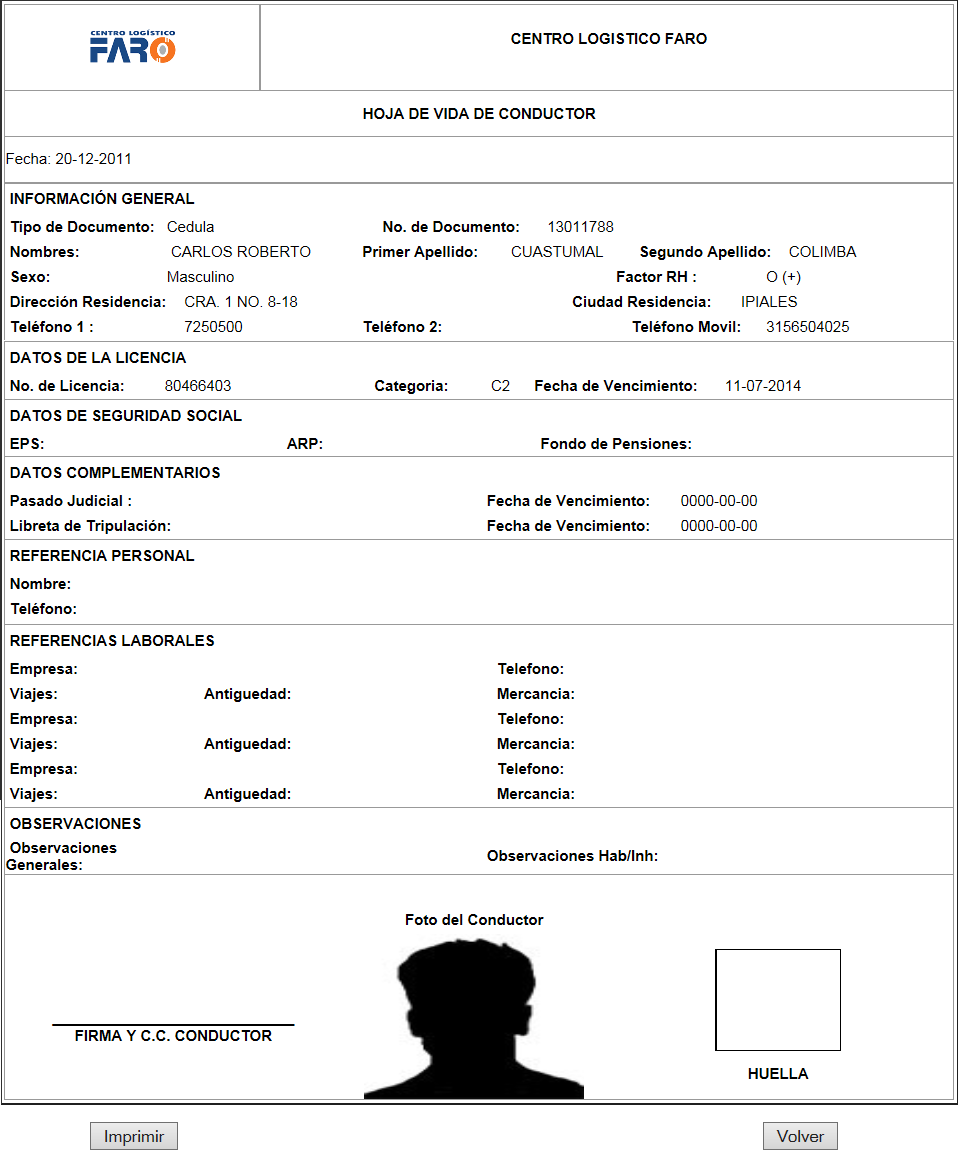 CENTRO LOGÍSTICO
FARO
CENTRO LOGISTICO FARO
HOJA DE VIDA DE CONDUCTOR
Fecha: 20-12-2011
INFORMACIÓN GENERAL
Tipo de Documento: Cedula No. de Documento: 13011788
Nombres: CARLOS ROBERTO Primer Apellido: CUASTUMAL Segundo Apellido: COLIMBA
Sexo: Masculino Factor RH : O (+)
Dirección Residencia: CRA. 1 NO. 8-18 Ciudad Residencia: IPIALES
Teléfono 1 : 7250500 Teléfono 2: Teléfono Movil: 3156504025
DATOS DE LA LICENCIA
No. de Licencia: 80466403 Categoria: C2 Fecha de Vencimiento: 11-07-2014
DATOS DE SEGURIDAD SOCIAL
EPS: ARP: Fondo de Pensiones:
DATOS COMPLEMENTARIOS
Pasado Judicial : Fecha de Vencimiento: 0000-00-00
Libreta de Tripulación: Fecha de Vencimiento: 0000-00-00
REFERENCIA PERSONAL
Nombre:
Teléfono:
REFERENCIAS LABORALES
Empresa: Telefono:
Viajes: Antiguedad: Mercancia:
Empresa: Telefono:
Viajes: Antiguedad: Mercancia:
Empresa: Telefono:
Viajes: Antiguedad: Mercancia:
OBSERVACIONES
Observaciones
Generales:
Observaciones Hab/Inh:
Foto del Conductor
FIRMA Y C.C. CONDUCTOR
HUELLA
Imprimir Volver